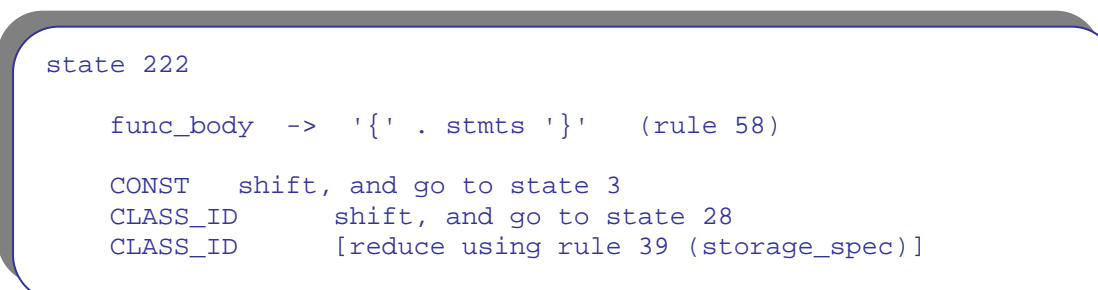 state 222
func_body -> '{' . stmts '}' (rule 58)
CONST shift, and go to state 3
CLASS_ID shift, and go to state 28
CLASS_ID [reduce using rule 39 (storage_spec)]